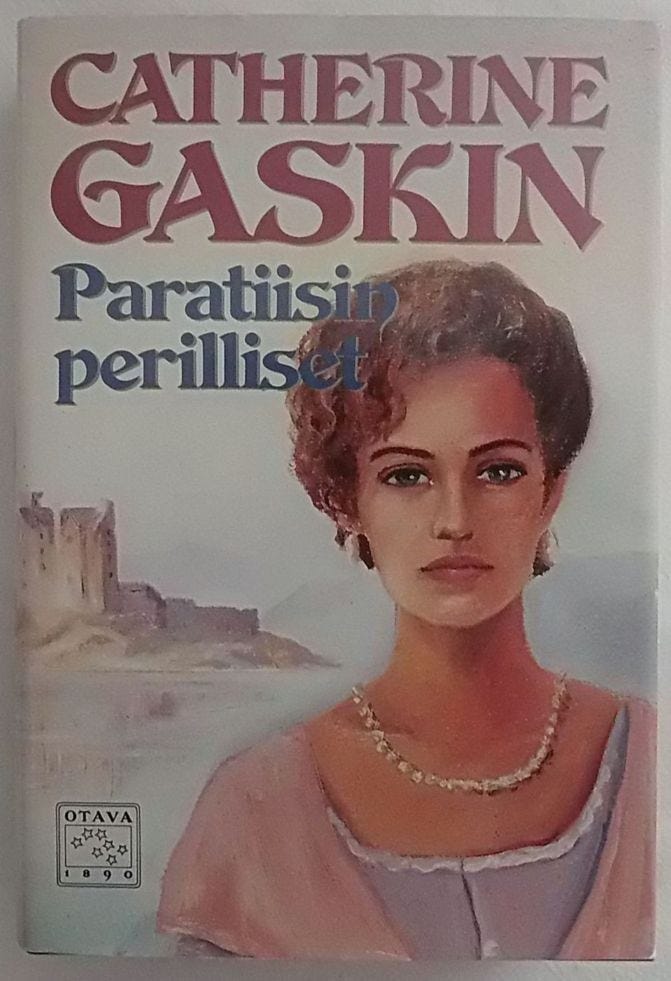 CATHERINE
GASKIN
Paratiisin
perilliset
OTAVA
1890